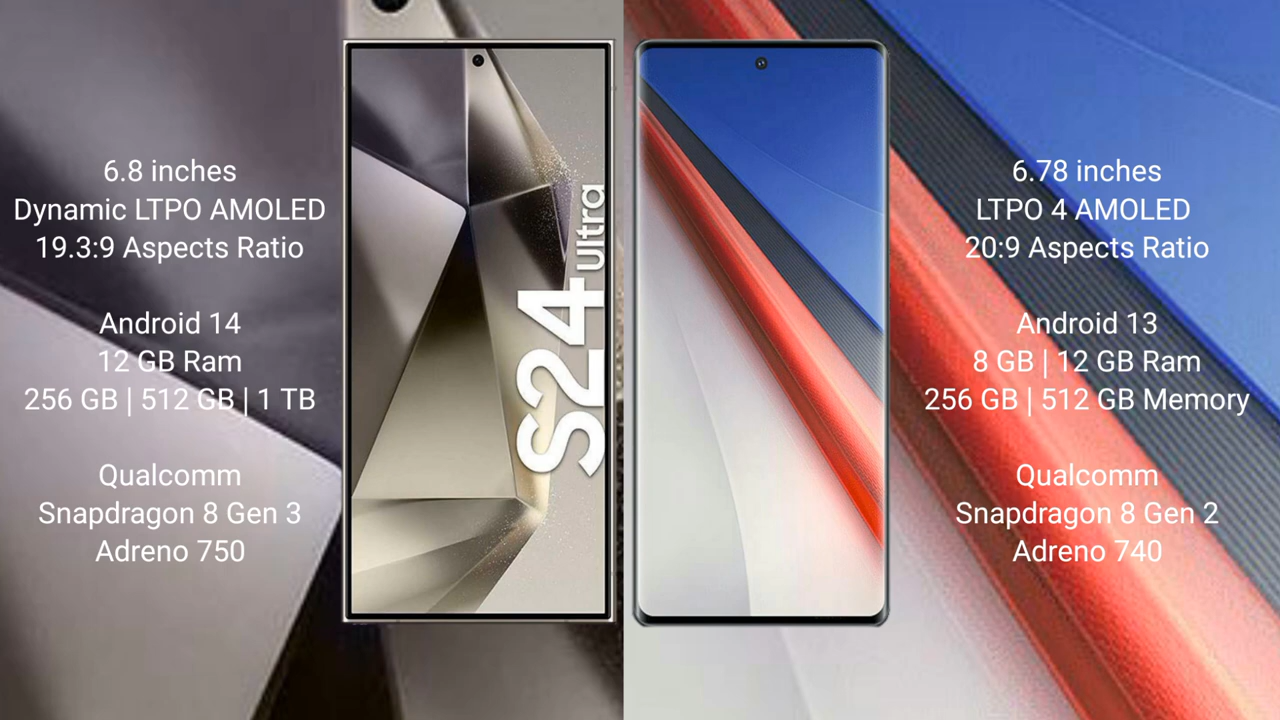 6.8 inches
Dynamic LTPO AMOLED
19.3:9 Aspects Ratio
Android 14
12 GB Ram
256 GB | 512 GB | 1 TB
Qualcomm
Snapdragon 8 Gen 3
Adreno 750
S24 Ultra
6.78 inches
LTPO 4 AMOLED
20:9 Aspects Ratio
Android 13
8 GB | 12 GB Ram
256 GB | 512 GB Memory
Qualcomm
Snapdragon 8 Gen 2
Adreno 740